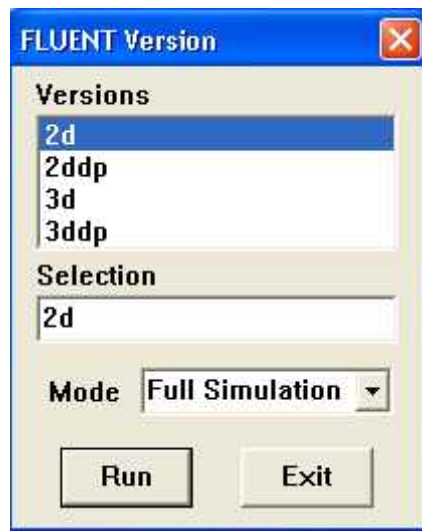 FLUENT Version
Versions
2d
2ddp
3d
3ddp
Selection
2d
Mode Full Simulation
Run Exit